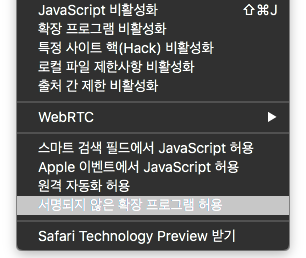 JavaScript 비활성화 ⇧⌘J
확장 프로그램 비활성화
특정 사이트 핵(Hack) 비활성화
로컬 파일 제한사항 비활성화
출처 간 제한 비활성화
WebRTC ▶
스마트 검색 필드에서 JavaScript 허용
Apple 이벤트에서 JavaScript 허용
원격 자동화 허용
서명되지 않은 확장 프로그램 허용
Safari Technology Preview 받기